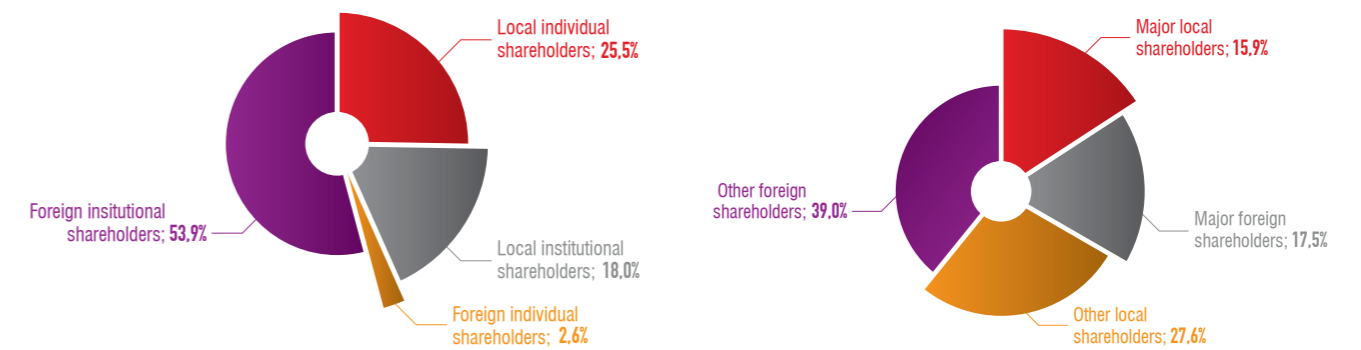 Local individual
shareholders; 25,5%
Foreign insitutional
shareholders; 53,9%
Local institutional
shareholders; 18,0%
Foreign individual
shareholders; 2,6%
Major local
shareholders; 15,9%
Other foreign
shareholders; 39,0%
Major foreign
shareholders; 17,5%
Other local
shareholders; 27,6%